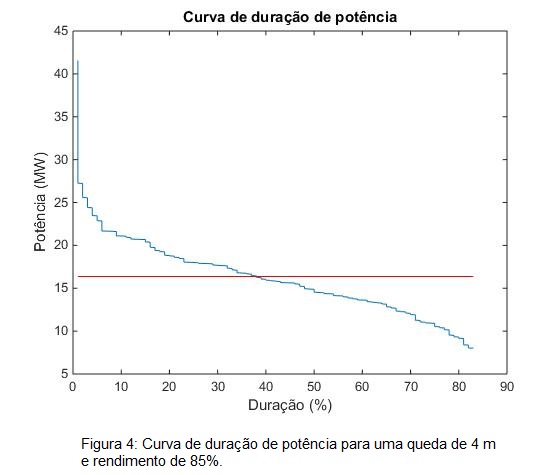 Curva de duração de potência
45
40
35
30
25
20
15
10
5
Potência (MW)
0 10 20 30 40 50 60 70 80 90
Duração (%)
Figura 4: Curva de duração de potência para uma queda de 4 m
e rendimento de 85%.